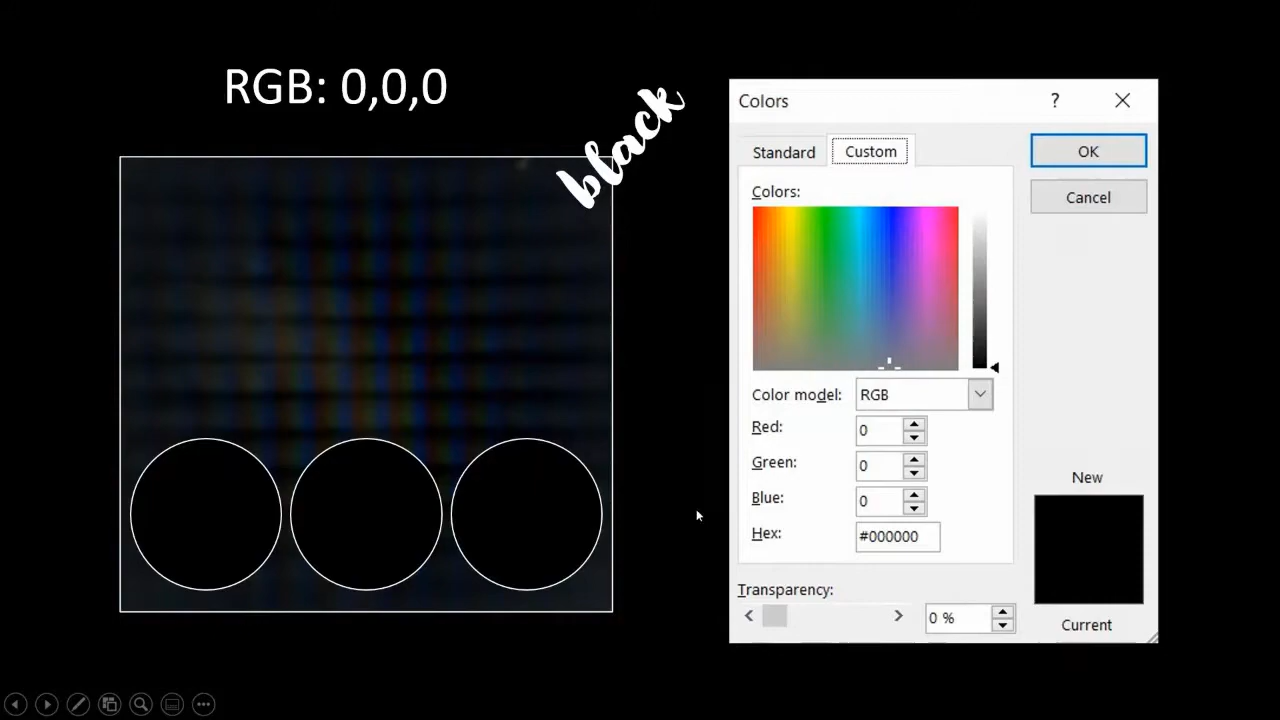 RGB: 0,0,0
black
Colors
?
Standard
Custom
OK
Cancel
Colors:
Color model:
RGB
Red:
0
Green:
0
Blue:
0
Hex:
#000000
New
Current
Transparency:
0 %